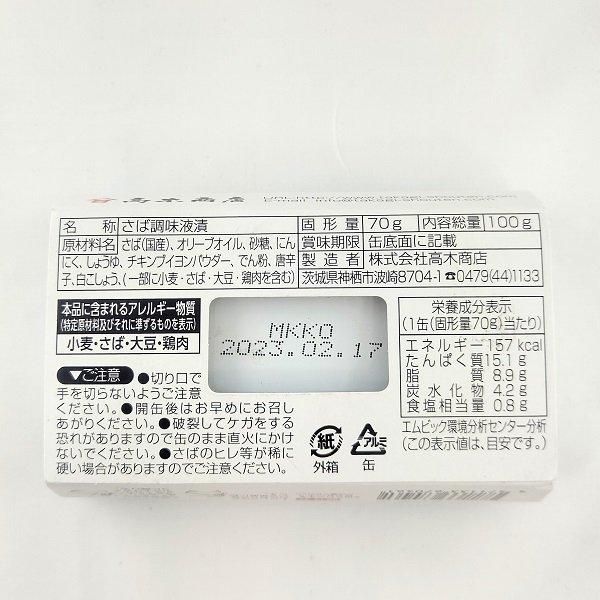 髙木商店
名称 さば調味液漬
原材料名 さば(国産)、オリーブオイル、砂糖、にん
にく、しょうゆ、チキンブイヨンパウダー、でん粉、唐辛
子、白こしょう、(一部に小麦・さば・大豆・鶏肉を含む)
固形量 70g 内容総量 100g
賞味期限 缶底面に記載
製造者 株式会社高木商店
茨城県神栖市波崎8704-1☎0479(44)1133
本品に含まれるアレルギー物質
(特定原材料及びそれに準ずるものを表示)
小麦・さば・大豆・鶏肉
▼ご注意 ●切り口で
手を切らないようご注意
ください。●開缶後はお早めにお召し
あがりください。●破裂してケガをする
恐れがありますので缶のまま直火にかけ
ないでください。●さばのヒレ等が稀に
硬い場合がありますのでご注意ください。
MKKO
2023.02.17
紙
外箱
アルミ
缶
栄養成分表示
(1缶(固形量70g)当たり)
エネルギー 157 kcal
たんぱく質 15.1 g
脂質 8.9 g
炭水化物 4.2 g
食塩相当量 0.8 g
エムビック環境分析センター分析
(この表示値は、目安です。)